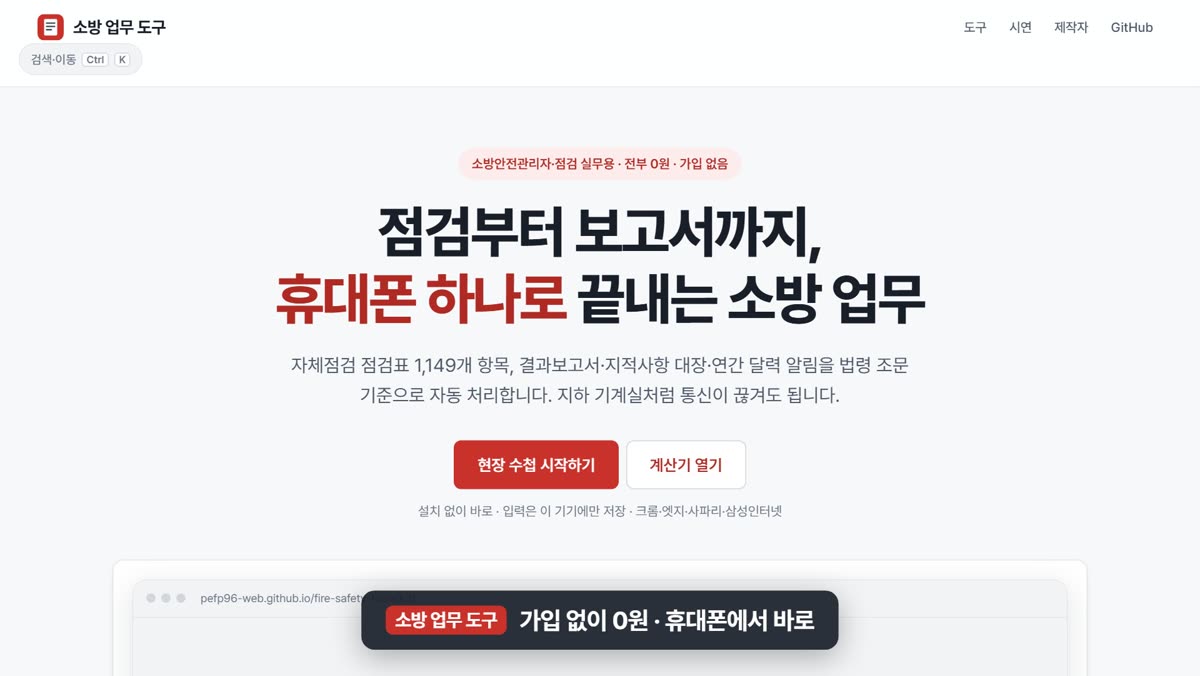 소방 업무 도구
도구 시연 제작자 GitHub
검색·이동 Ctrl K
소방안전관리자·점검 실무용 · 전부 0원 · 가입 없음
점검부터 보고서까지,
휴대폰 하나로 끝내는 소방 업무
자체점검 점검표 1,149개 항목, 결과보고서·지적사항 대장·연간 달력 알림을 법령 조문
기준으로 자동 처리합니다. 지하 기계실처럼 통신이 끊겨도 됩니다.
현장 수첩 시작하기 계산기 열기
설치 없이 바로 · 입력은 이 기기에만 저장 · 크롬·엣지·사파리·삼성인터넷
pefp96-web.github.io/fire-safet
소방 업무 도구 가입 없이 0원 · 휴대폰에서 바로